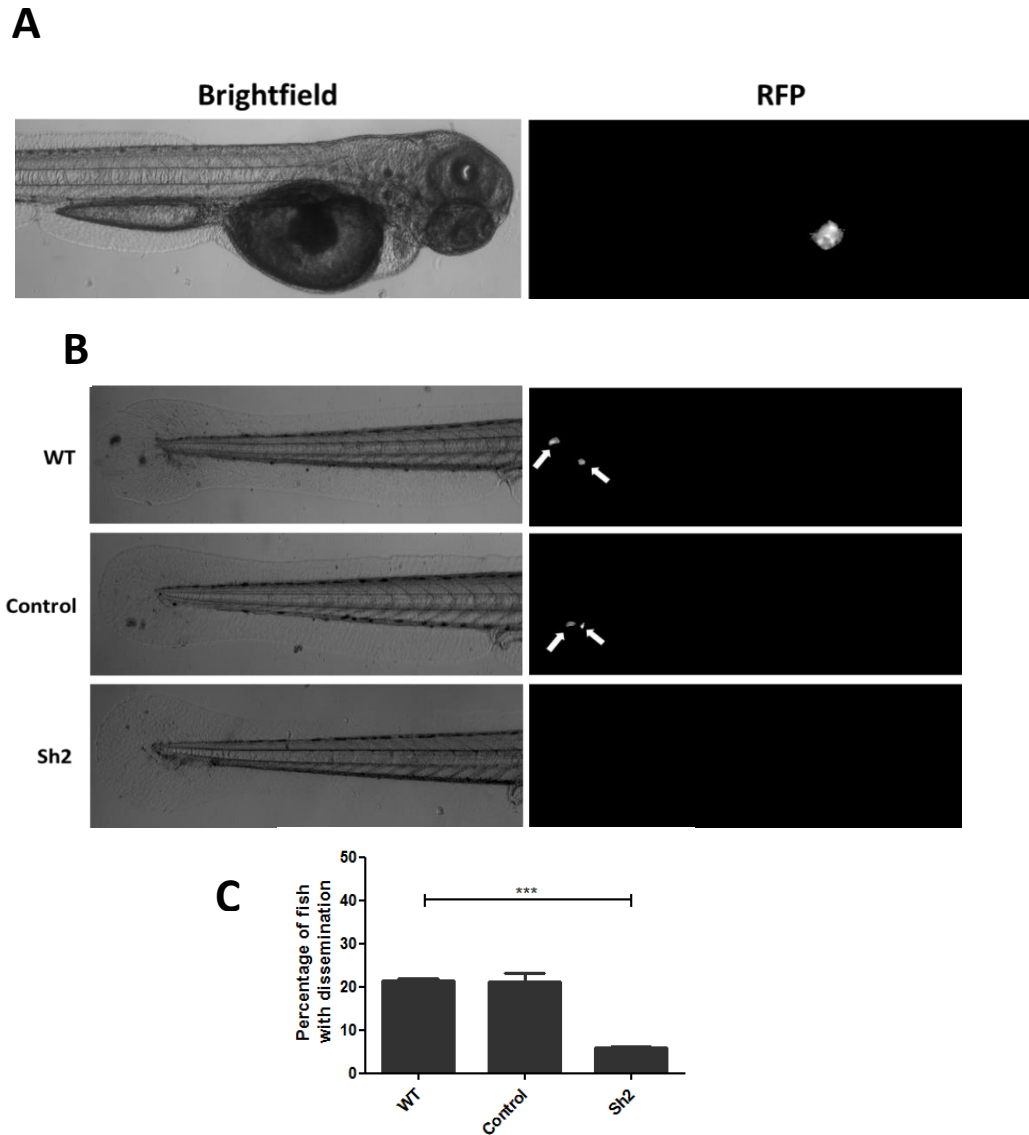 A
Brightfield
RFP
B
WT
Control
Sh2
C
Percentage of fish
with dissemination
50
40
30
20
10
0
***
WT
Control
Sh2